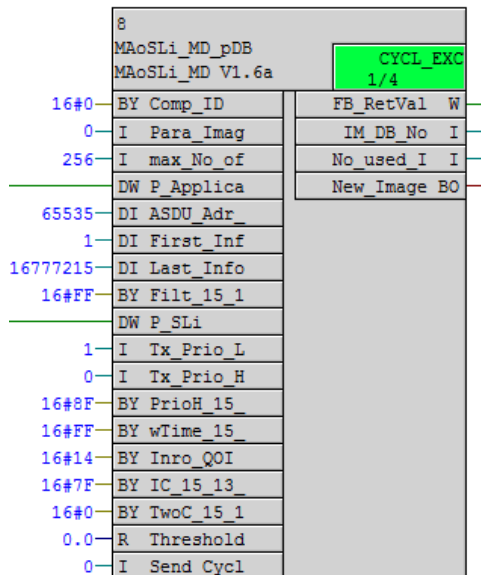 8
MAoSLi_MD_pDB
MAoSLi_MD V1.6a
CYCL_EXC
1/4
16#0 BY Comp_ID FB_RetVal W
0 I Para_Imag IM_DB_No I
256 I max_No_of No_used_I I
DW P_Applica New_Image BO
65535 DI ASDU_Adr_
1 DI First_Inf
16777215 DI Last_Info
16#FF BY Filt_15_1
DW P_SLi
1 I Tx_Prio_L
0 I Tx_Prio_H
16#8F BY PrioH_15_
16#FF BY wTime_15_
16#14 BY Inro_QOI
16#7F BY IC_15_13_
16#0 BY TwoC_15_1
0.0 R Threshold
0 I Send Cycl